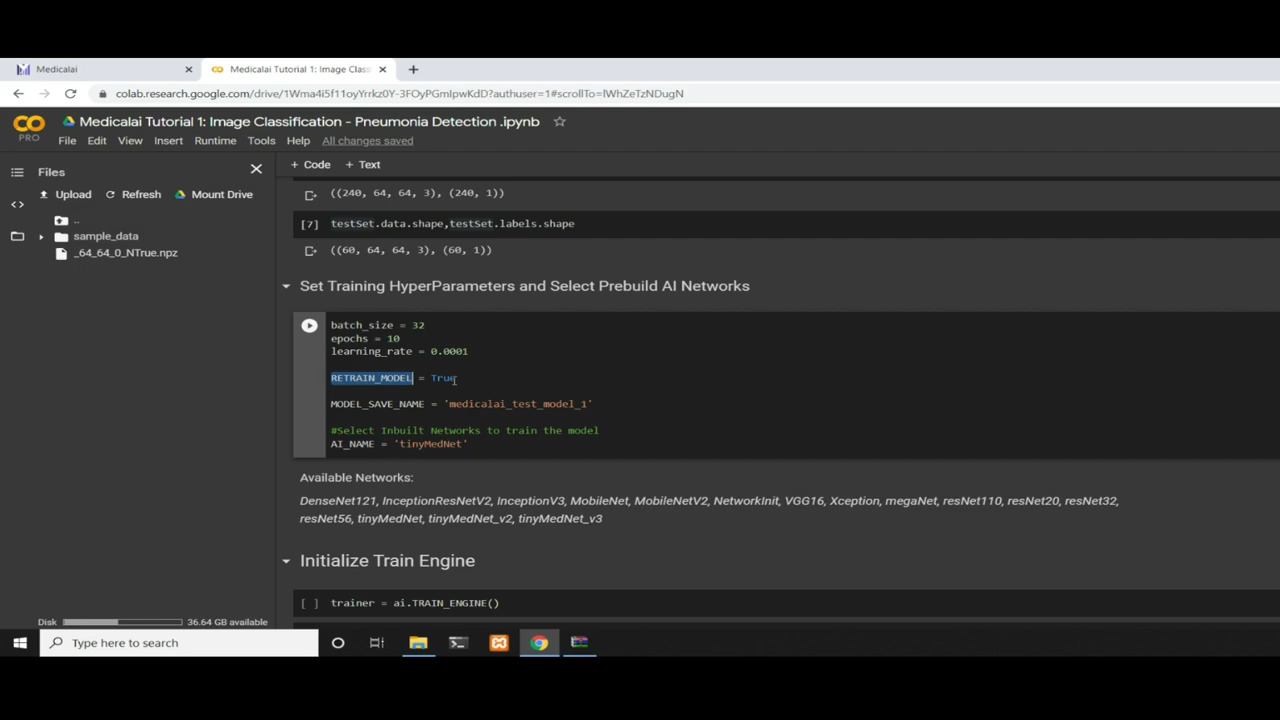 Medicalai
Medicalai Tutorial 1: Image Class
colab.research.google.com/drive/1Wma4i5f11oyYrrkz0Y-3FOyPGmIpwKdD?authuser=1#scrollTo=lWhZeTzNDugN
PRO
Medicalai Tutorial 1: Image Classification - Pneumonia Detection .ipynb
File Edit View Insert Runtime Tools Help All changes saved
Files
+ Code + Text
Upload Refresh Mount Drive
..
sample_data
_64_64_0_NTrue.npz
((240, 64, 64, 3), (240, 1))
[7] testSet.data.shape,testSet.labels.shape
((60, 64, 64, 3), (60, 1))
Set Training HyperParameters and Select Prebuild AI Networks
batch_size = 32
epochs = 10
learning_rate = 0.0001
RETRAIN_MODEL = True
MODEL_SAVE_NAME = 'medicalai_test_model_1'
#Select Inbuilt Networks to train the model
AI_NAME = 'tinyMedNet'
Available Networks:
DenseNet121, InceptionResNetV2, InceptionV3, MobileNet, MobileNetV2, NetworkInit, VGG16, Xception, megaNet, resNet110, resNet20, resNet32,
resNet56, tinyMedNet, tinyMedNet_v2, tinyMedNet_v3
Initialize Train Engine
[ ] trainer = ai.TRAIN_ENGINE()
Disk 36.64 GB available
Type here to search